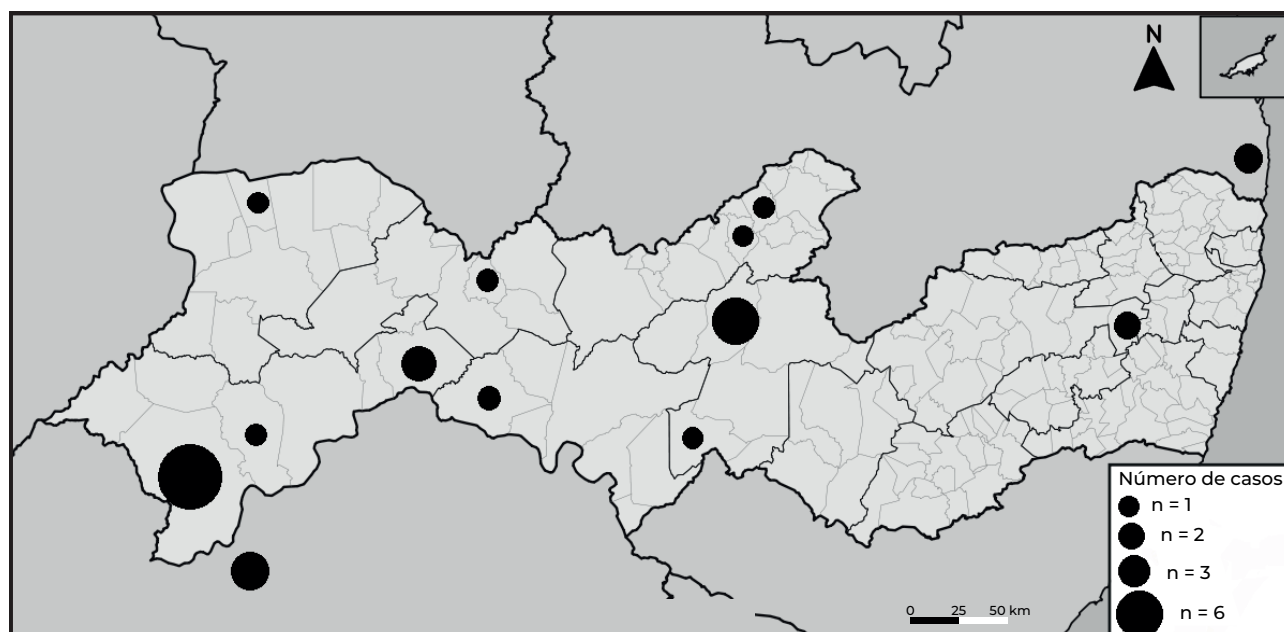 N
0 25 50 km
Número de casos
n = 1
n = 2
n = 3
n = 6